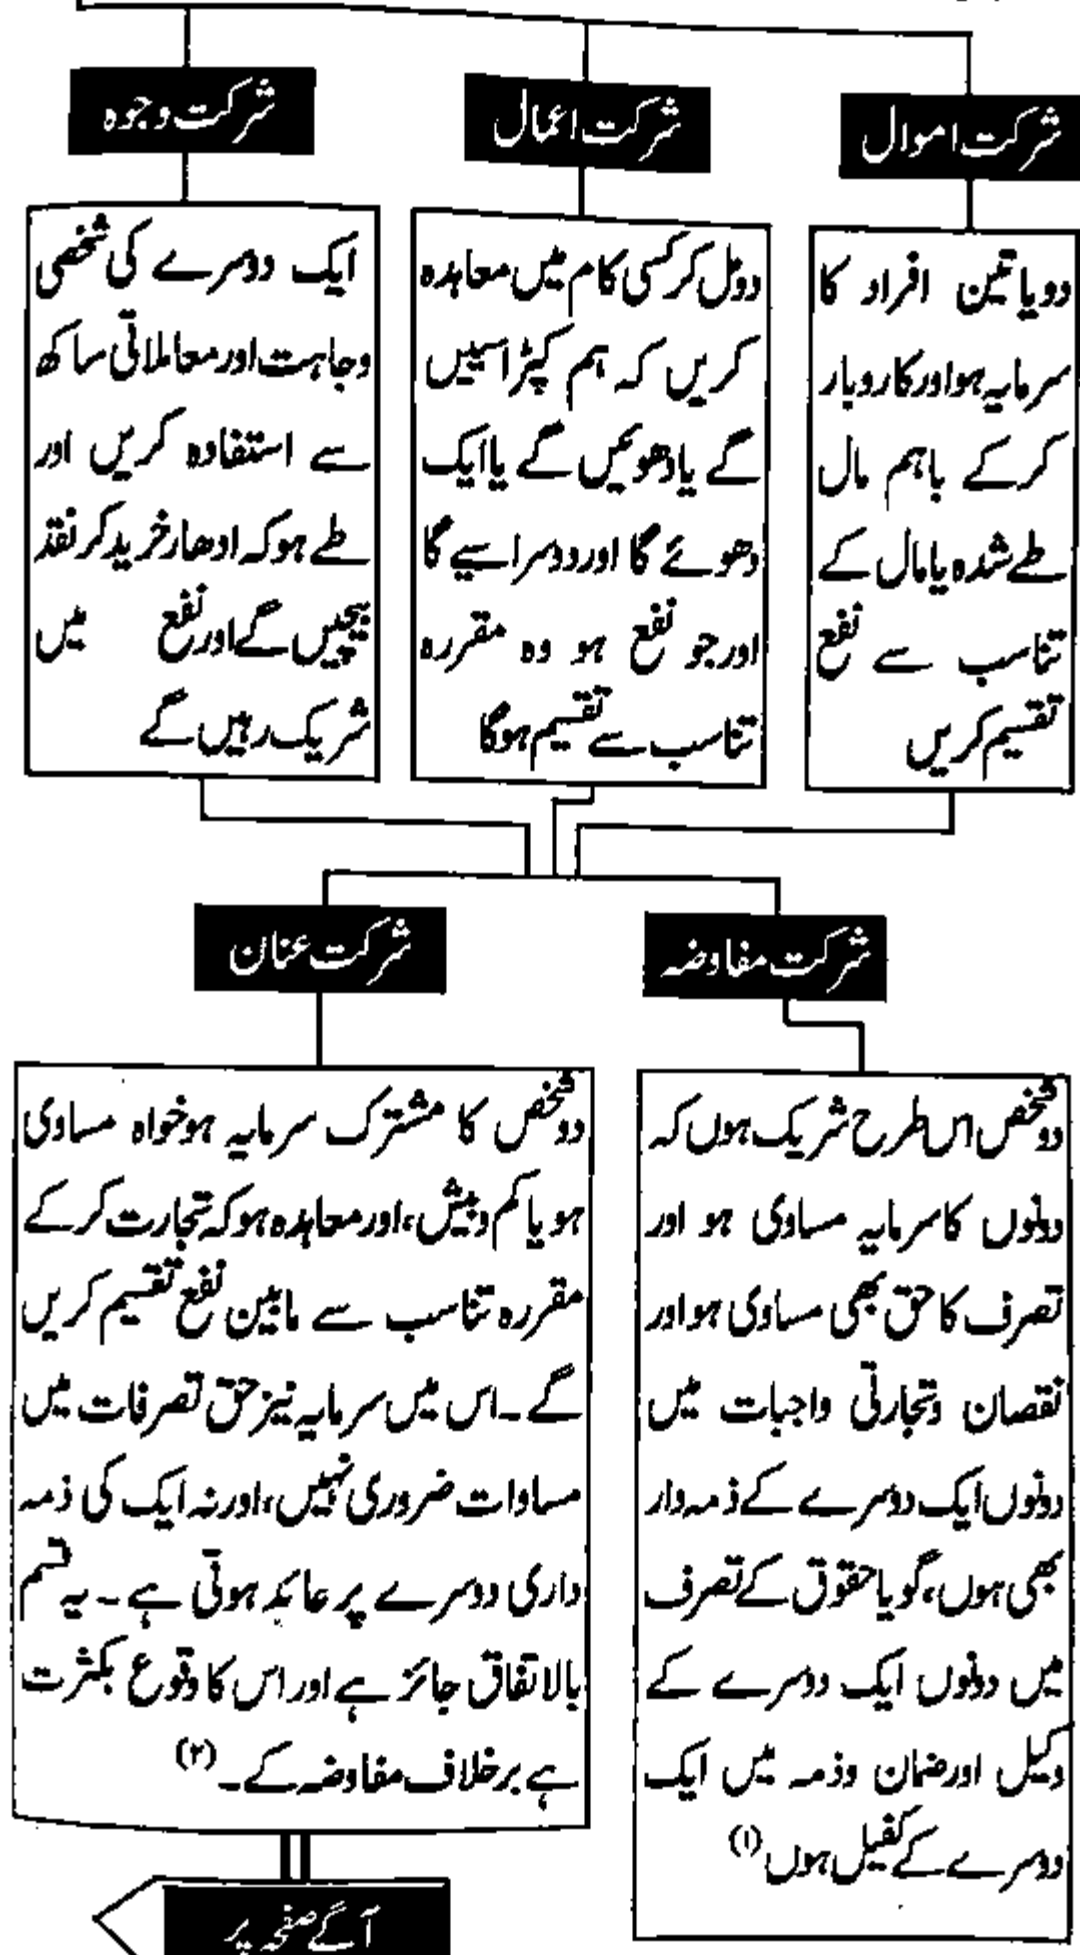 شرکت اموال
دو یا تین افراد کا
سرمایہ ہو اور کاروبار
کر کے باہم مال
طے شدہ یا مال کے
تناسب سے نفع
تقسیم کریں
شرکت اعمال
دو مل کر کسی کام میں معاہدہ
کریں کہ ہم کپڑا سییں
گے یا دھوئیں گے یا ایک
دھوئے گا اور دوسرا سیے گا
اور جو نفع ہو وہ مقررہ
تناسب سے تقسیم ہوگا
شرکت وجوہ
ایک دوسرے کی شخصی
وجاہت اور معاملاتی ساکھ
سے استفادہ کریں اور
طے ہو کہ ادھار خرید کر نقد
بیچیں گے اور نفع میں
شریک رہیں گے
شرکت مفاوضہ
دو شخص اس طرح شریک ہوں کہ
دونوں کا سرمایہ مساوی ہو اور
تصرف کا حق بھی مساوی ہو اور
نقصان وتجارتی واجبات میں
دونوں ایک دوسرے کے ذمہ دار
بھی ہوں، گویا حقوق کے تصرف
میں دونوں ایک دوسرے کے
وکیل اور ضمان وذمہ میں ایک
دوسرے کے کفیل ہوں (۱)
شرکت عنان
دو شخص کا مشترک سرمایہ ہو خواہ مساوی
ہو یا کم وبیش، اور معاہدہ ہو کہ تجارت کر کے
مقررہ تناسب سے مابین نفع تقسیم کریں
گے۔ اس میں سرمایہ نیز حق تصرفات میں
مساوات ضروری نہیں، اور نہ ایک کی ذمہ
داری دوسرے پر عائد ہوتی ہے۔ یہ قسم
بالاتفاق جائز ہے اور اس کا وقوع بکثرت
ہے برخلاف مفاوضہ کے۔ (۲)
آگے صفحہ پر